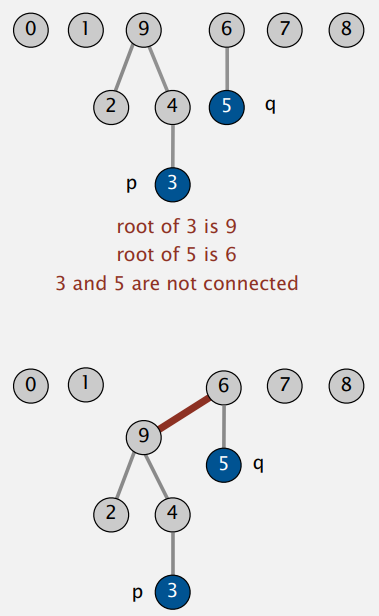 0 1 9 6 7 8
2 4 5 q
p 3
root of 3 is 9
root of 5 is 6
3 and 5 are not connected
0 1 6 7 8
9
5 q
2 4
p 3